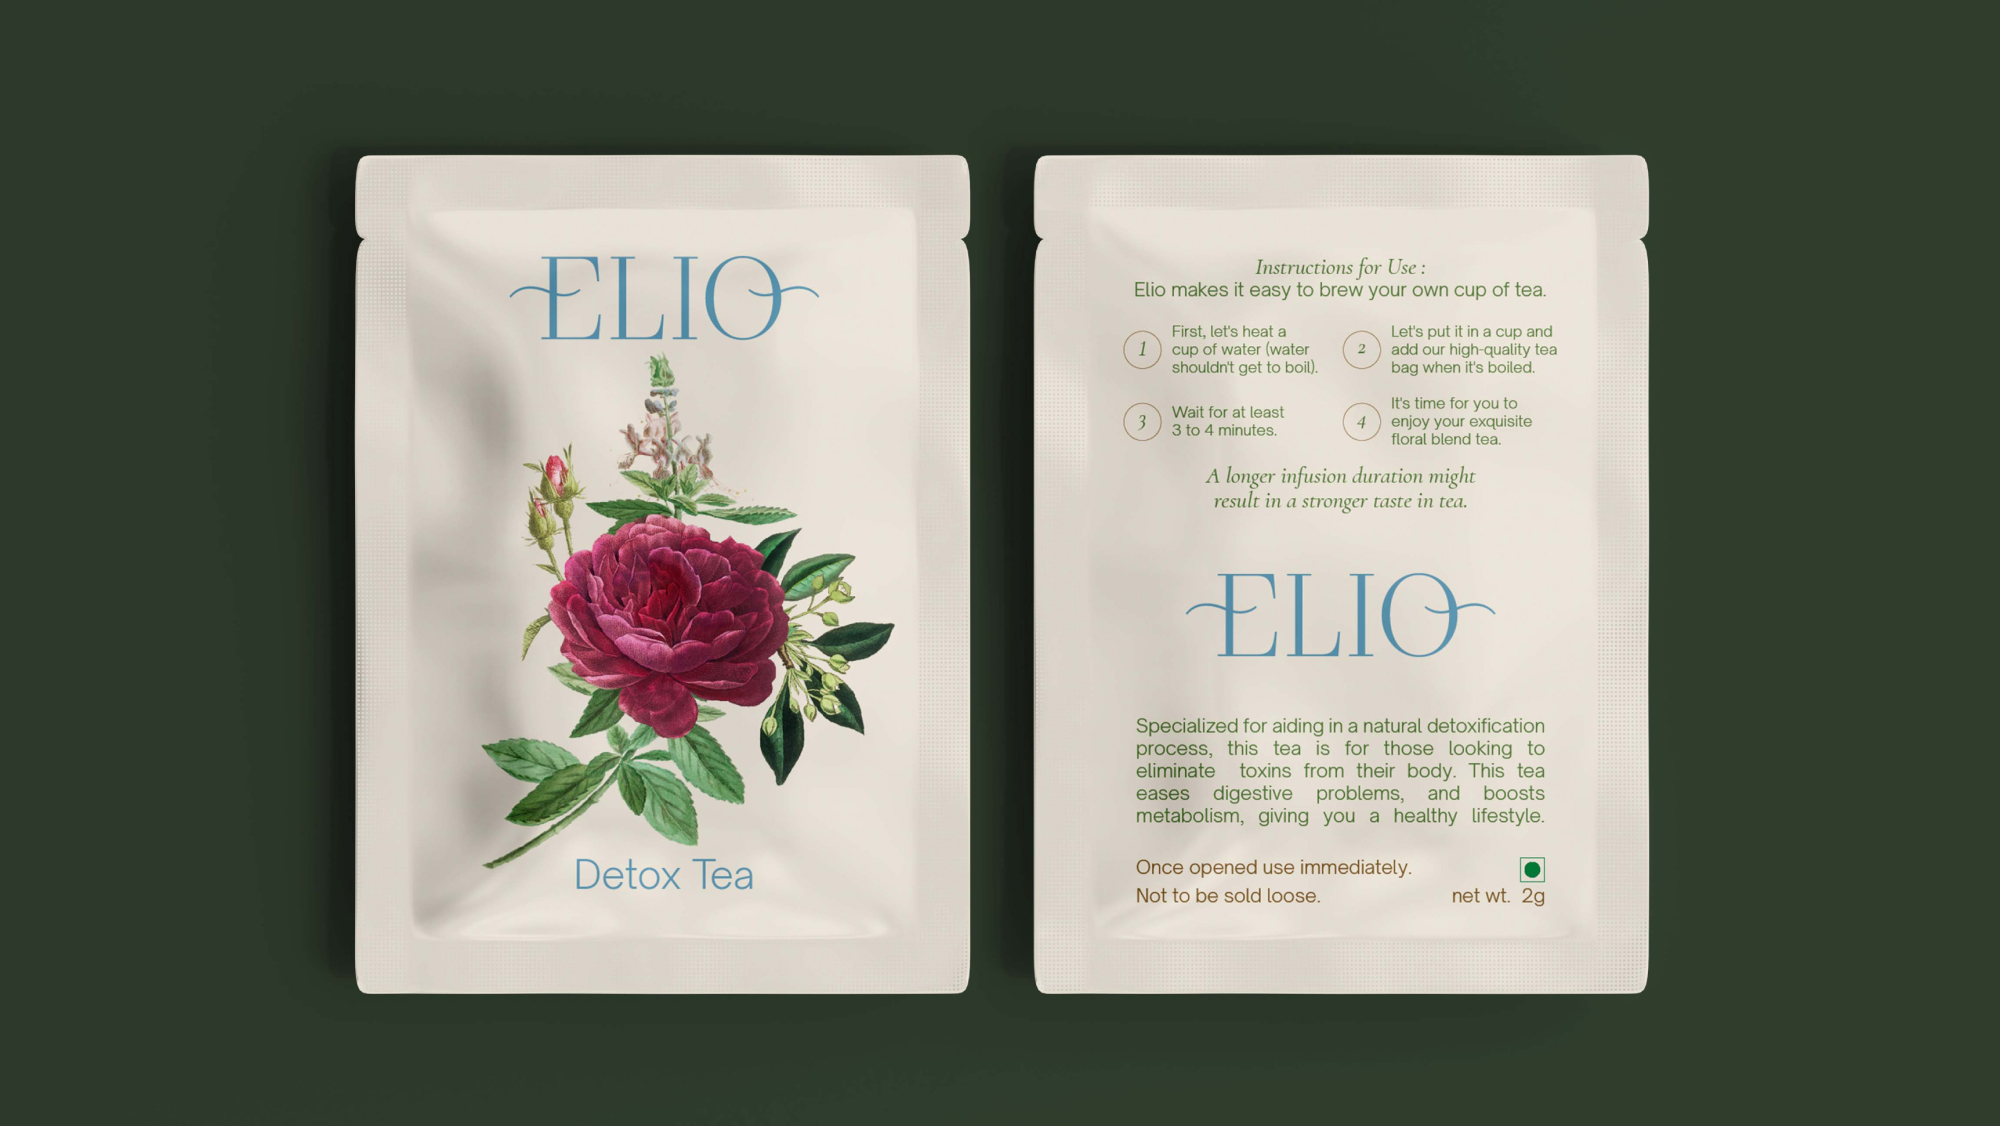 ELIO
Detox Tea
Instructions for Use :
Elio makes it easy to brew your own cup of tea.
1
First, let's heat a
cup of water (water
shouldn't get to boil).
2
Let's put it in a cup and
add our high-quality tea
bag when it's boiled.
3
Wait for at least
3 to 4 minutes.
4
It's time for you to
enjoy your exquisite
floral blend tea.
A longer infusion duration might
result in a stronger taste in tea.
ELIO
Specialized for aiding in a natural detoxification
process, this tea is for those looking to
eliminate toxins from their body. This tea
eases digestive problems, and boosts
metabolism, giving you a healthy lifestyle.
Once opened use immediately.
Not to be sold loose.
net wt. 2g